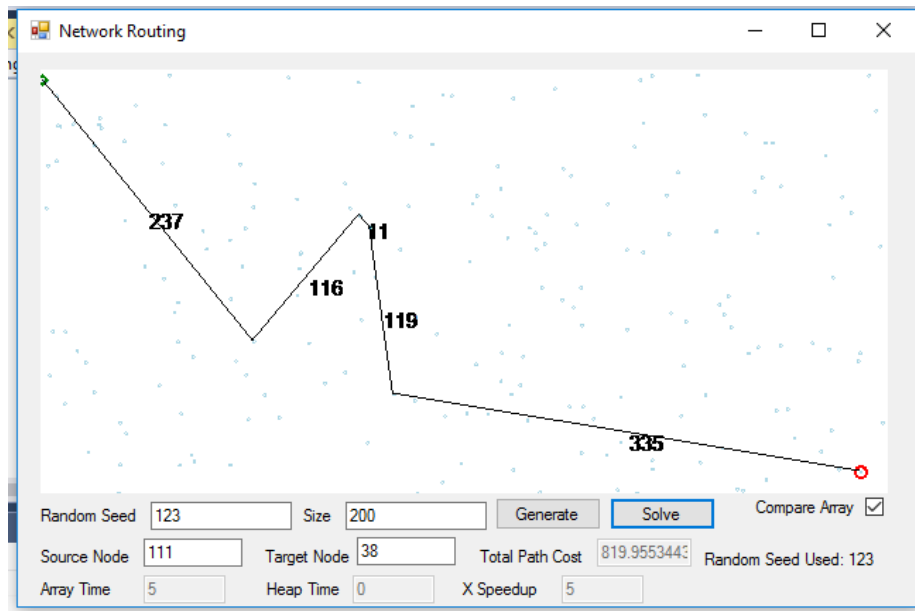 Network Routing
237
11
116
119
335
Random Seed 123 Size 200 Generate Solve Compare Array
Source Node 111 Target Node 38 Total Path Cost 819.9553443 Random Seed Used: 123
Array Time 5 Heap Time 0 X Speedup 5